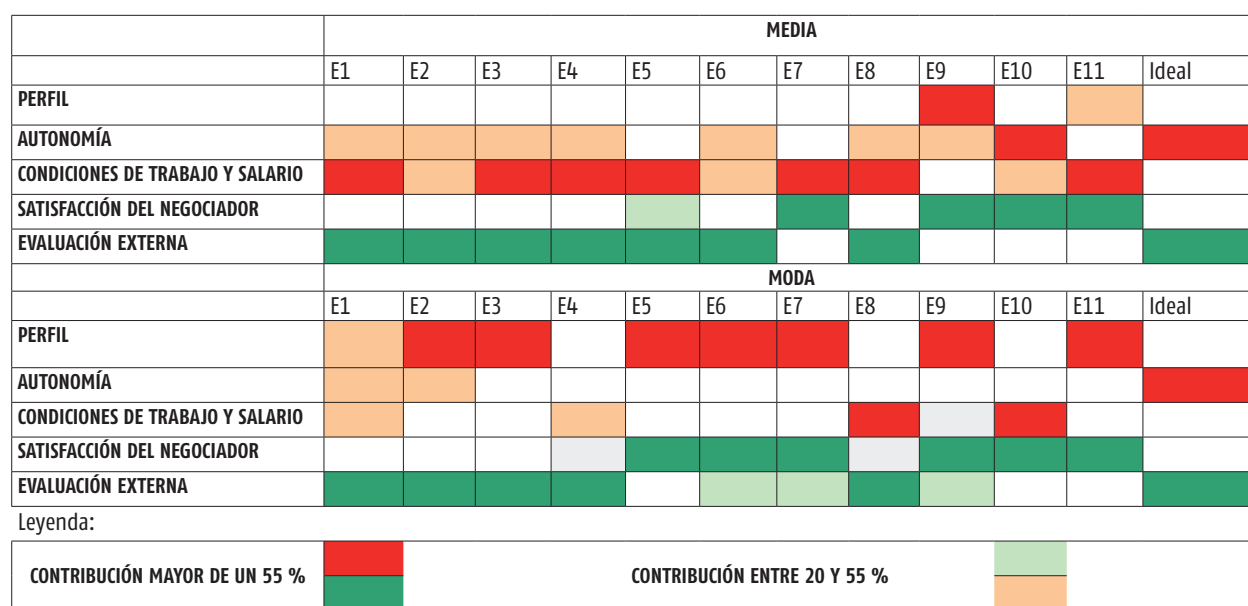 MEDIA
E1 E2 E3 E4 E5 E6 E7 E8 E9 E10 E11 Ideal
PERFIL
AUTONOMÍA
CONDICIONES DE TRABAJO Y SALARIO
SATISFACCIÓN DEL NEGOCIADOR
EVALUACIÓN EXTERNA
MODA
E1 E2 E3 E4 E5 E6 E7 E8 E9 E10 E11 Ideal
PERFIL
AUTONOMÍA
CONDICIONES DE TRABAJO Y SALARIO
SATISFACCIÓN DEL NEGOCIADOR
EVALUACIÓN EXTERNA
Leyenda:
CONTRIBUCIÓN MAYOR DE UN 55 % CONTRIBUCIÓN ENTRE 20 Y 55 %